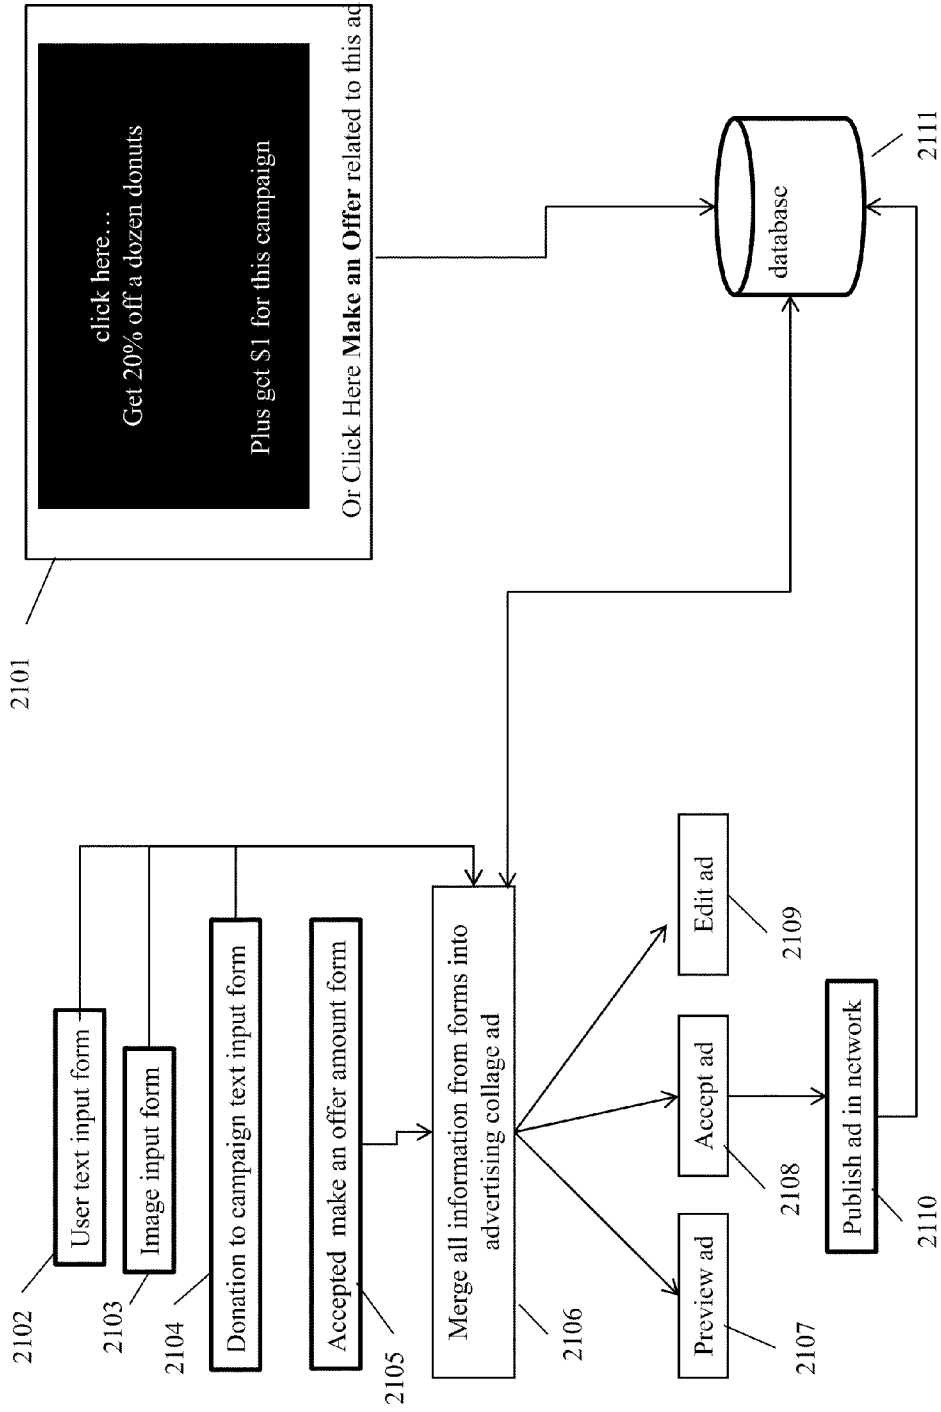 2102
User text input form
2103
Image input form
2104
Donation to campaign text input form
2105
Accepted make an offer amount form
2106
Merge all information from forms into
advertising collage ad
2107
Preview ad
2108
Accept ad
2109
Edit ad
2110
Publish ad in network
2101
click here...
Get 20% off a dozen donuts
Plus get $1 for this campaign
Or Click Here Make an Offer related to this ad
database
2111